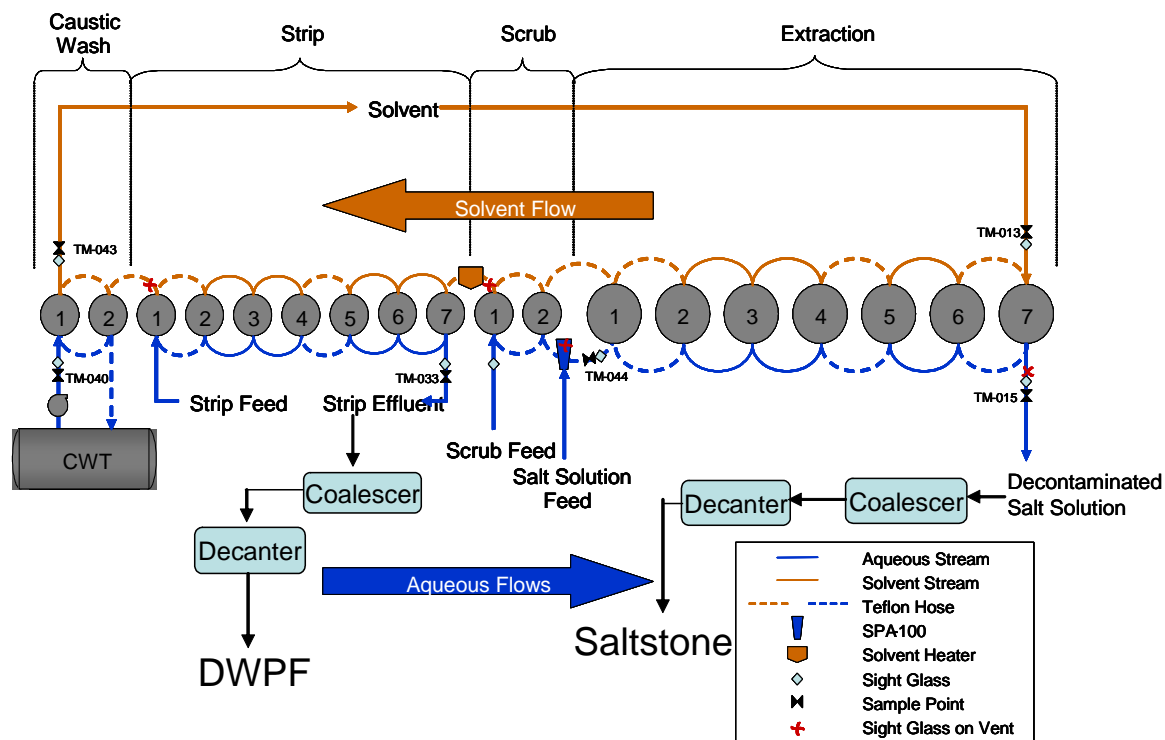 Caustic
Wash
Strip
Scrub
Extraction
Solvent
Solvent Flow
TM-043
TM-013
1
2
1
2
3
4
5
6
7
1
2
1
2
3
4
5
6
7
TM-040
TM-033
TM-044
TM-015
Strip Feed
Strip Effluent
Scrub Feed
Salt Solution
Feed
CWT
Coalescer
Decanter
DWPF
Decontaminated
Salt Solution
Coalescer
Decanter
Saltstone
Aqueous Flows
Aqueous Stream
Solvent Stream
Teflon Hose
SPA-100
Solvent Heater
Sight Glass
Sample Point
Sight Glass on Vent